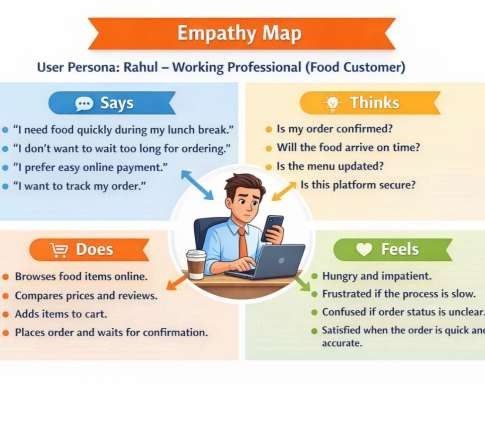 Empathy Map
User Persona: Rahul – Working Professional (Food Customer)
Says
"I need food quickly during my lunch break."
"I don't want to wait too long for ordering."
"I prefer easy online payment."
"I want to track my order."
Thinks
Is my order confirmed?
Will the food arrive on time?
Is the menu updated?
Is this platform secure?
Does
Browses food items online.
Compares prices and reviews.
Adds items to cart.
Places order and waits for confirmation.
Feels
Hungry and impatient.
Frustrated if the process is slow.
Confused if order status is unclear.
Satisfied when the order is quick and
accurate.